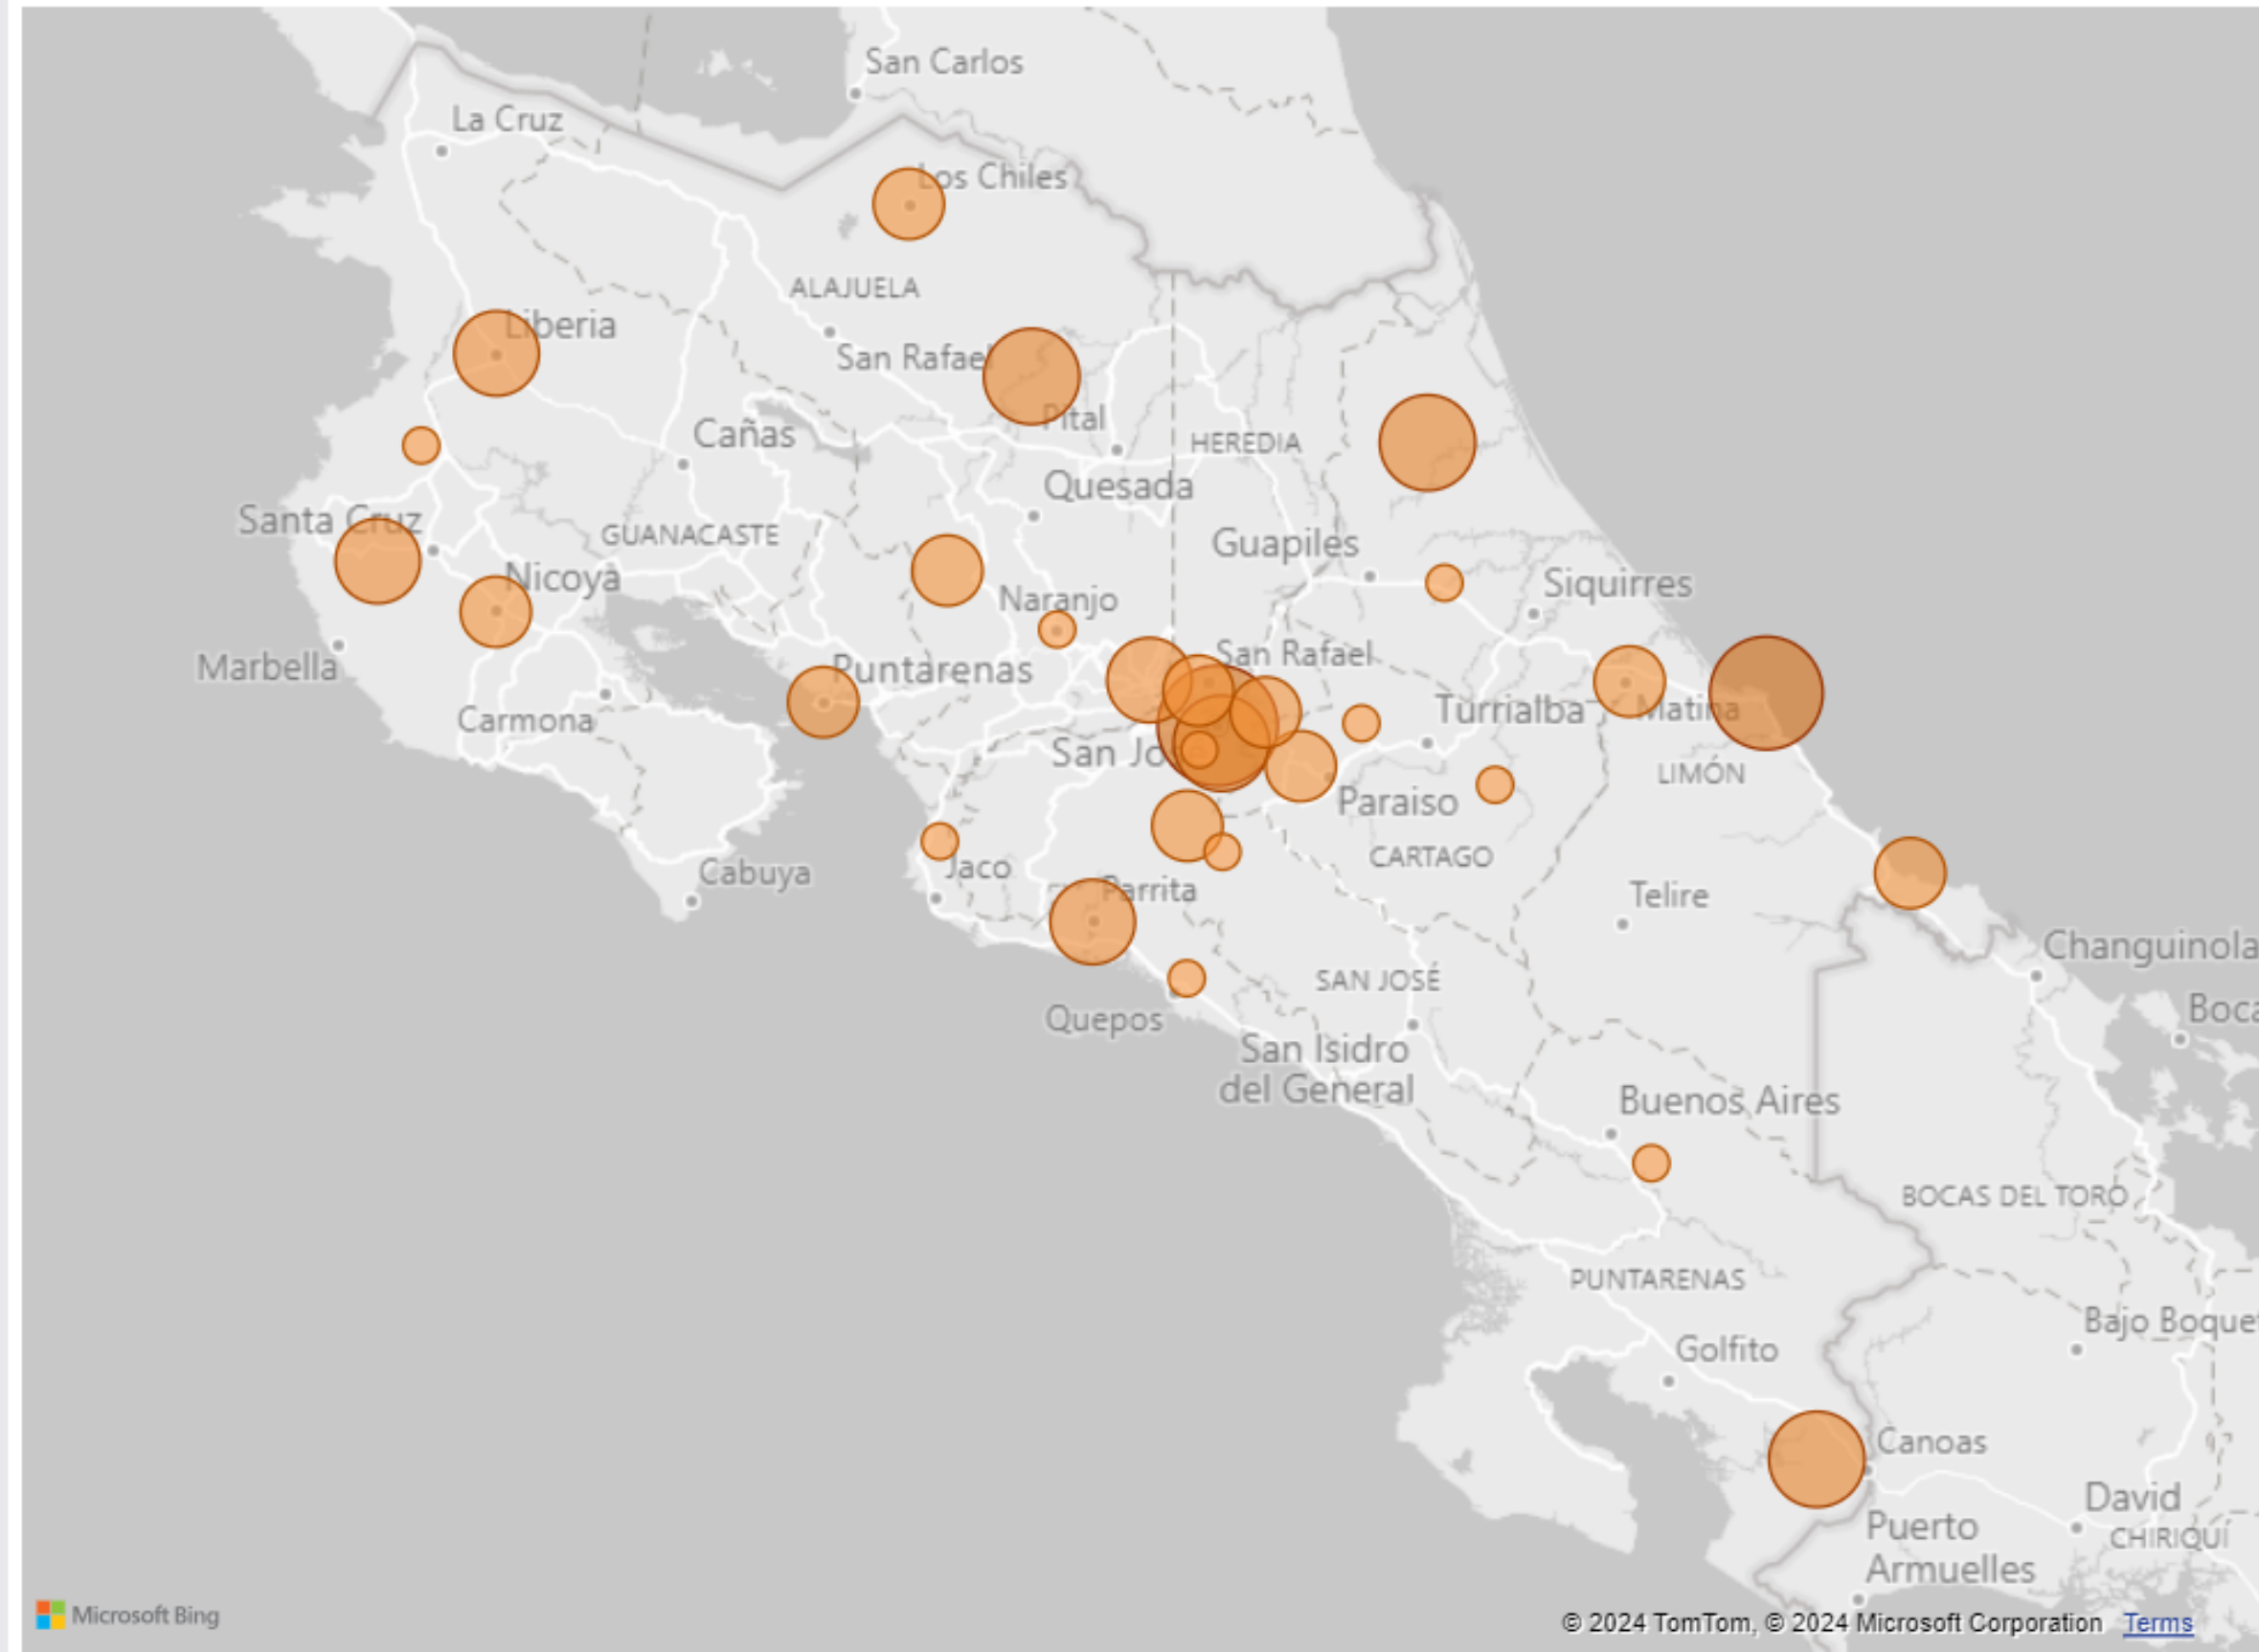 San Carlos
La Cruz
Los Chiles
ALAJUELA
Liberia
San Rafael
Pital
Cañas
HEREDIA
Quesada
Santa Cruz
GUANACASTE
Guapiles
Nicoya
Siquirres
Naranjo
San Rafael
Marbella
Puntarenas
Carmona
Turrialba
Matina
San Jo
LIMÓN
Paraiso
Cabuya
Jaco
CARTAGO
Parrita
Telire
Changuinola
SAN JOSÉ
Boca
Quepos
San Isidro
del General
Buenos Aires
BOCAS DEL TORO
PUNTARENAS
Bajo Boque
Golfito
Canoas
David
Puerto
Armuelles
CHIRIQUÍ
Microsoft Bing
© 2024 TomTom, © 2024 Microsoft Corporation Terms